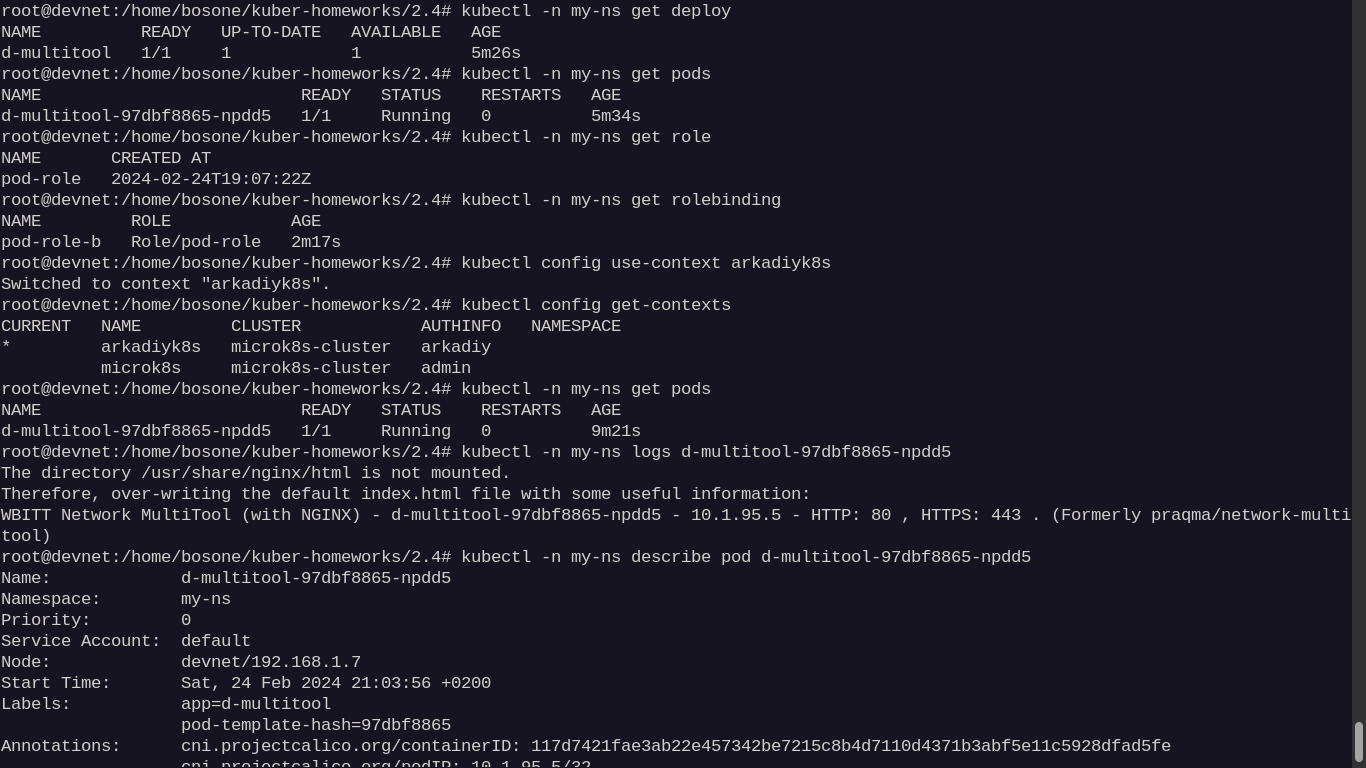 root@devnet:/home/bosone/kuber-homeworks/2.4# kubectl -n my-ns get deploy
NAME          READY   UP-TO-DATE   AVAILABLE   AGE
d-multitool   1/1     1            1           5m26s
root@devnet:/home/bosone/kuber-homeworks/2.4# kubectl -n my-ns get pods
NAME                          READY   STATUS    RESTARTS   AGE
d-multitool-97dbf8865-npdd5   1/1     Running   0          5m34s
root@devnet:/home/bosone/kuber-homeworks/2.4# kubectl -n my-ns get role
NAME       CREATED AT
pod-role   2024-02-24T19:07:22Z
root@devnet:/home/bosone/kuber-homeworks/2.4# kubectl -n my-ns get rolebinding
NAME         ROLE            AGE
pod-role-b   Role/pod-role   2m17s
root@devnet:/home/bosone/kuber-homeworks/2.4# kubectl config use-context arkadiyk8s
Switched to context "arkadiyk8s".
root@devnet:/home/bosone/kuber-homeworks/2.4# kubectl config get-contexts
CURRENT   NAME         CLUSTER            AUTHINFO   NAMESPACE
*         arkadiyk8s   microk8s-cluster   arkadiy
          microk8s     microk8s-cluster   admin
root@devnet:/home/bosone/kuber-homeworks/2.4# kubectl -n my-ns get pods
NAME                          READY   STATUS    RESTARTS   AGE
d-multitool-97dbf8865-npdd5   1/1     Running   0          9m21s
root@devnet:/home/bosone/kuber-homeworks/2.4# kubectl -n my-ns logs d-multitool-97dbf8865-npdd5
The directory /usr/share/nginx/html is not mounted.
Therefore, over-writing the default index.html file with some useful information:
WBITT Network MultiTool (with NGINX) - d-multitool-97dbf8865-npdd5 - 10.1.95.5 - HTTP: 80 , HTTPS: 443 . (Formerly praqma/network-multi
tool)
root@devnet:/home/bosone/kuber-homeworks/2.4# kubectl -n my-ns describe pod d-multitool-97dbf8865-npdd5
Name:             d-multitool-97dbf8865-npdd5
Namespace:        my-ns
Priority:         0
Service Account:  default
Node:             devnet/192.168.1.7
Start Time:       Sat, 24 Feb 2024 21:03:56 +0200
Labels:           app=d-multitool
                  pod-template-hash=97dbf8865
Annotations:      cni.projectcalico.org/containerID: 117d7421fae3ab22e457342be7215c8b4d7110d4371b3abf5e11c5928dfad5fe
                  cni.projectcalico.org/podIP: 10.1.95.5/32